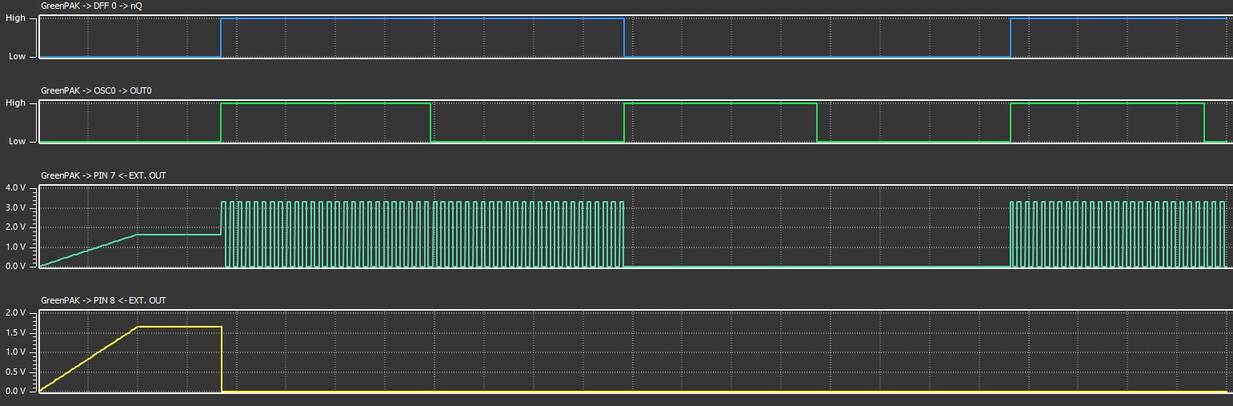 GreenPAK -> DFF 0 -> nQ
High
Low
GreenPAK -> OSC0 -> OUT0
High
Low
GreenPAK -> PIN 7 <- EXT. OUT
4.0 V
3.0 V
2.0 V
1.0 V
0.0 V
GreenPAK -> PIN 8 <- EXT. OUT
2.0 V
1.5 V
1.0 V
0.5 V
0.0 V